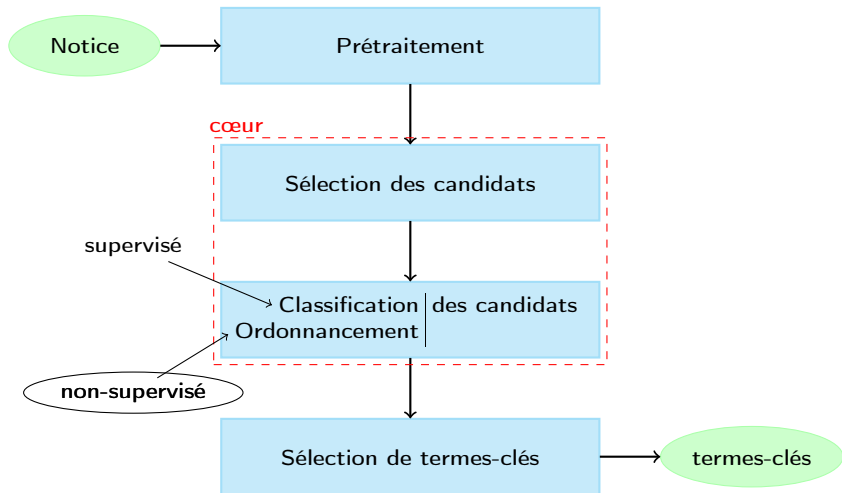 Notice
Prétraitement
cœur
Sélection des candidats
supervisé
Classification des candidats
Ordonnancement
non-supervisé
Sélection de termes-clés
termes-clés